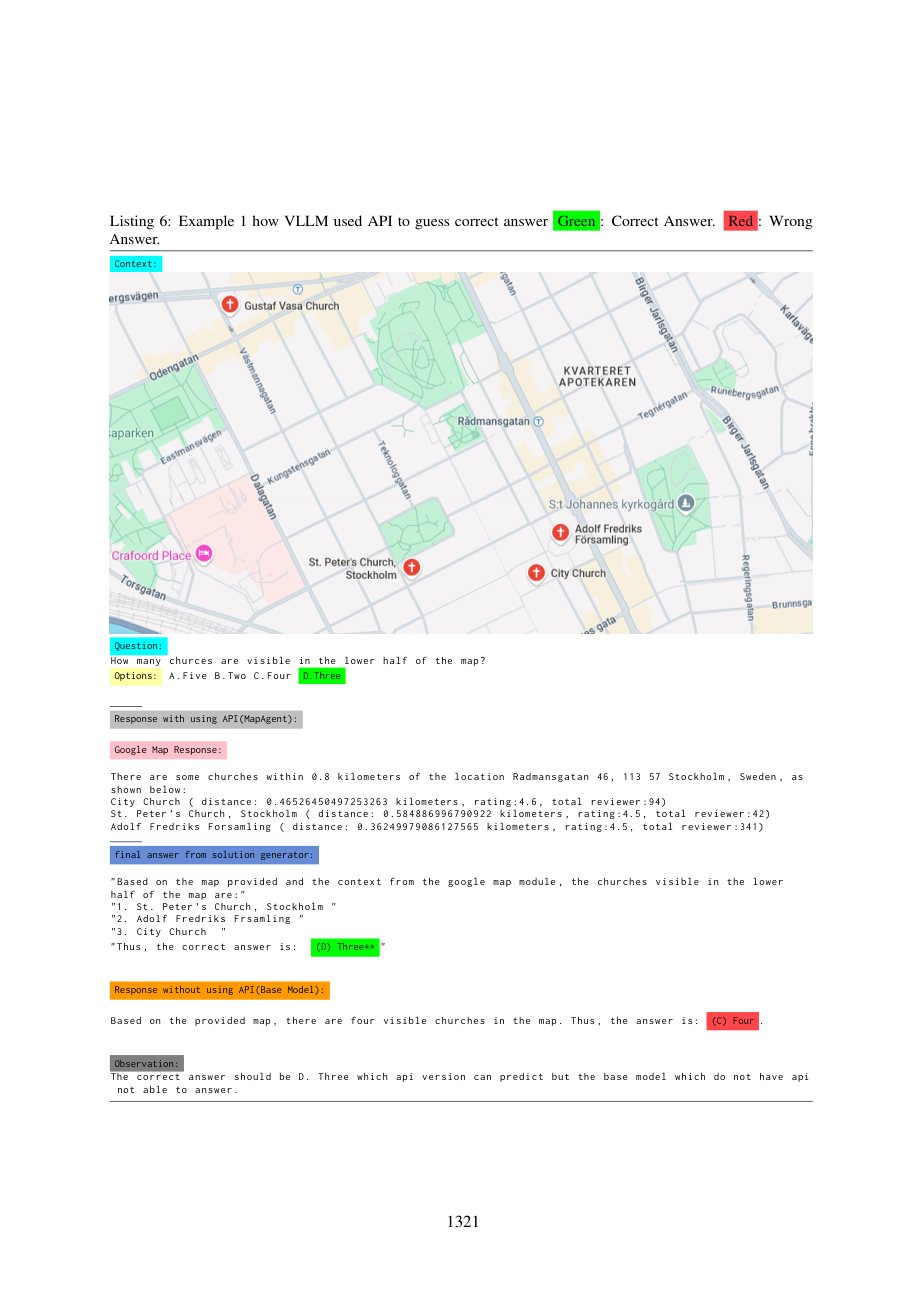 Listing 6: Example 1 how VLLM used API to guess correct answer Green : Correct Answer. Red : Wrong
Answer.
Context:
ergsvägen
Gustaf Vasa Church
Odengatan
Västmannagatan
gatan
Birger Jarlsgatan
Karlaväge
KVARTERET
APOTEKAREN
Runebergsgatan
Tegnérgatan
Rådmansgatan
Birger Jarlsgatan
saparken
Eastmansvägen
Kungstensgatan
Teknologgatan
Dalagatan
S:t Johannes kyrkogård
Adolf Fredriks
Församling
Crafoord Place
St. Peter's Church,
Stockholm
City Church
Torsgatan
Regeringsgatan
Brunnsga
es gata
Question:
How many churces are visible in the lower half of the map?
Options: A.Five B.Two C.Four D.Three
Response with using API(MapAgent):
Google Map Response:
There are some churches within 0.8 kilometers of the location Radmansgatan 46, 113 57 Stockholm, Sweden, as
shown below:
City Church ( distance: 0.46526450497253263 kilometers, rating:4.6, total reviewer:94)
St. Peter's Church, Stockholm ( distance: 0.584886996790922 kilometers, rating:4.5, total reviewer:42)
Adolf Fredriks Forsamling ( distance: 0.36249979086127565 kilometers, rating:4.5, total reviewer:341)
final answer from solution generator:
"Based on the map provided and the context from the google map module, the churches visible in the lower
half of the map are:"
"1. St. Peter's Church, Stockholm "
"2. Adolf Fredriks Frsamling "
"3. City Church "
"Thus, the correct answer is: (D) Three**"
Response without using API(Base Model):
Based on the provided map, there are four visible churches in the map. Thus, the answer is: (C) Four.
Observation:
The correct answer should be D. Three which api version can predict but the base model which do not have api
not able to answer.
1321